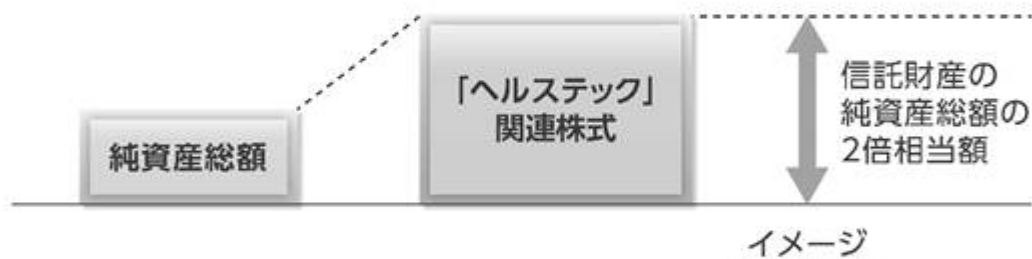 純資産総額
「ヘルステック」
関連株式
信託財産の
純資産総額の
2倍相当額
イメージ